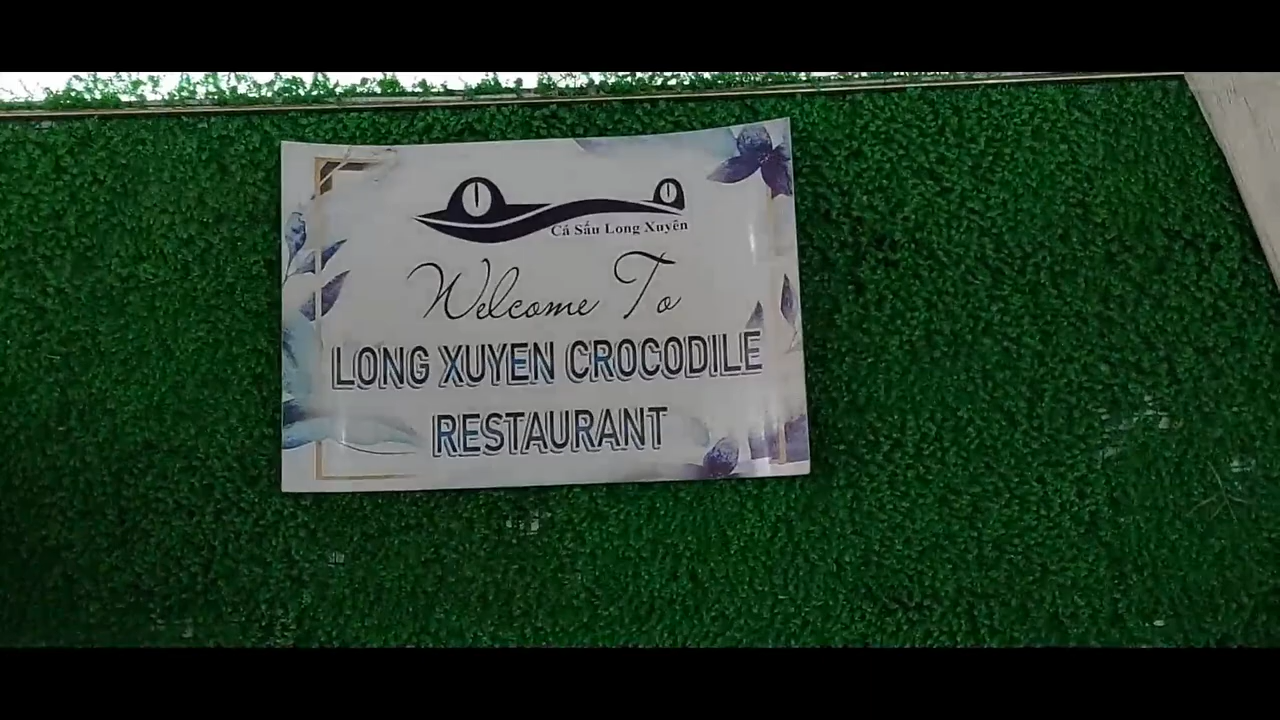 Cá Sấu Long Xuyên
Welcome To
LONG XUYEN CROCODILE
RESTAURANT